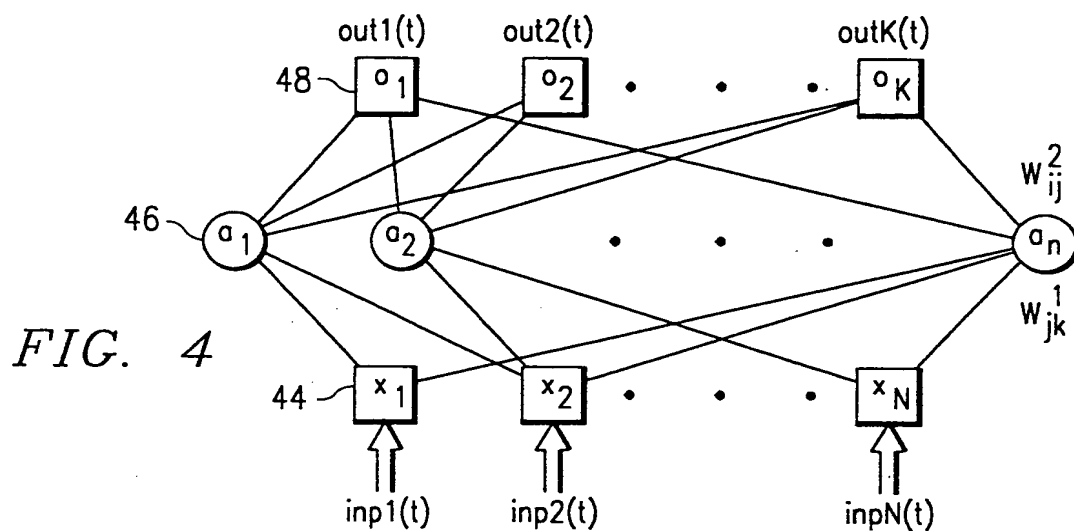 out1(t) out2(t) outK(t)
48 o1 o2 . . . oK
W²ij
46 a1 a2 . . . an
W¹jk
FIG. 4
44 x1 x2 . . . xN
inp1(t) inp2(t) inpN(t)